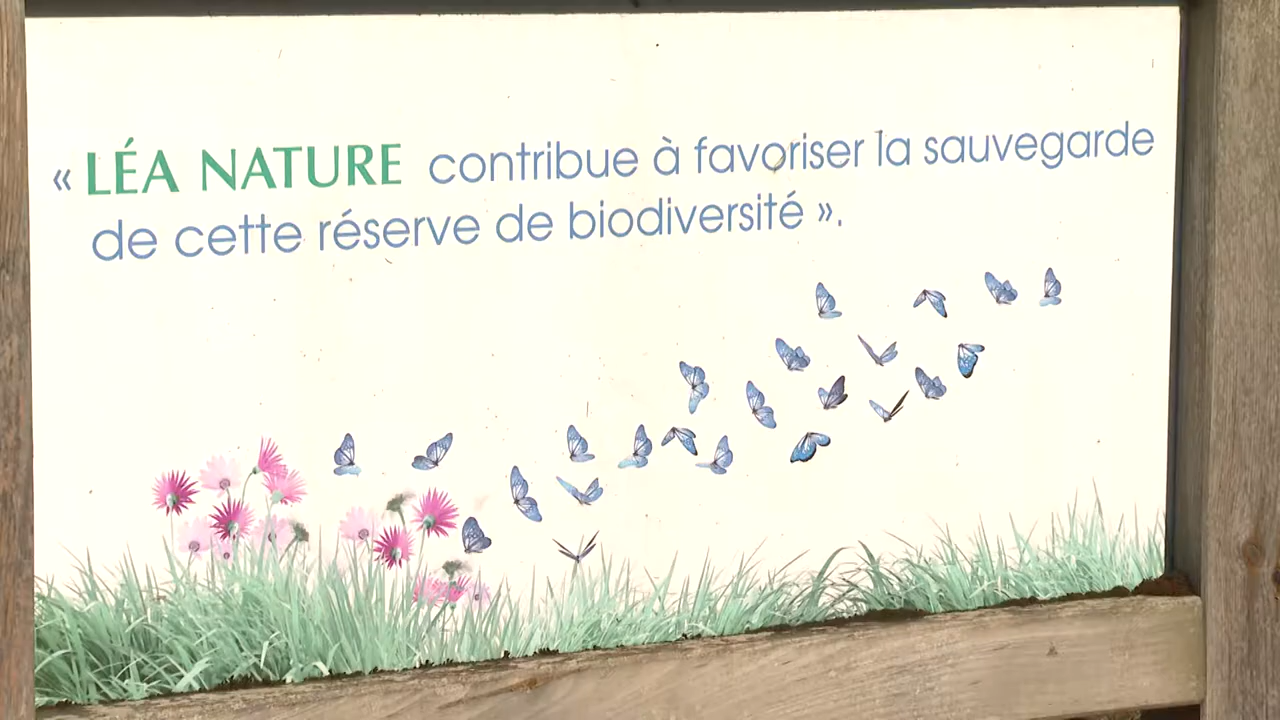 « LÉA NATURE contribue à favoriser la sauvegarde
de cette réserve de biodiversité ».